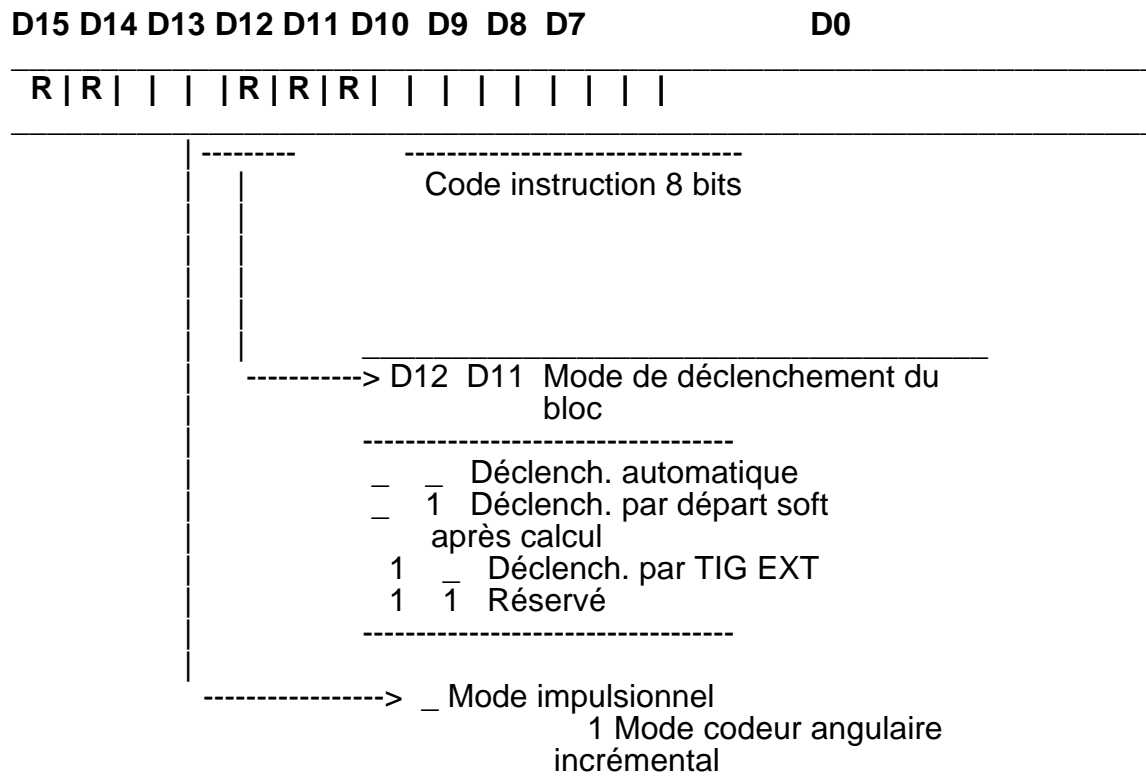 D15 D14 D13 D12 D11 D10 D9 D8 D7 D0
R | R | | | | R | R | R | | | | | | | | |
Code instruction 8 bits
-----------> D12 D11 Mode de déclenchement du
bloc
_ _ Déclench. automatique
_ 1 Déclench. par départ soft
après calcul
1 _ Déclench. par TIG EXT
1 1 Réservé
-----------------> _ Mode impulsionnel
1 Mode codeur angulaire
incrémental